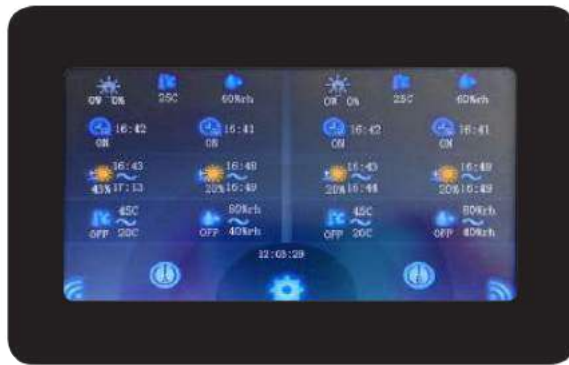 ON 0% 25C 60%rh ON 0% 25C 60%rh
16:42 16:41 16:42 16:41
ON ON ON ON
16:43 16:48 16:43 16:49
43% 17:13 20% 16:49 20% 16:44 20% 16:49
45C 80%rh 45C 80%rh
OFF 20C OFF 40%rh OFF 20C OFF 40%rh
12:03:29